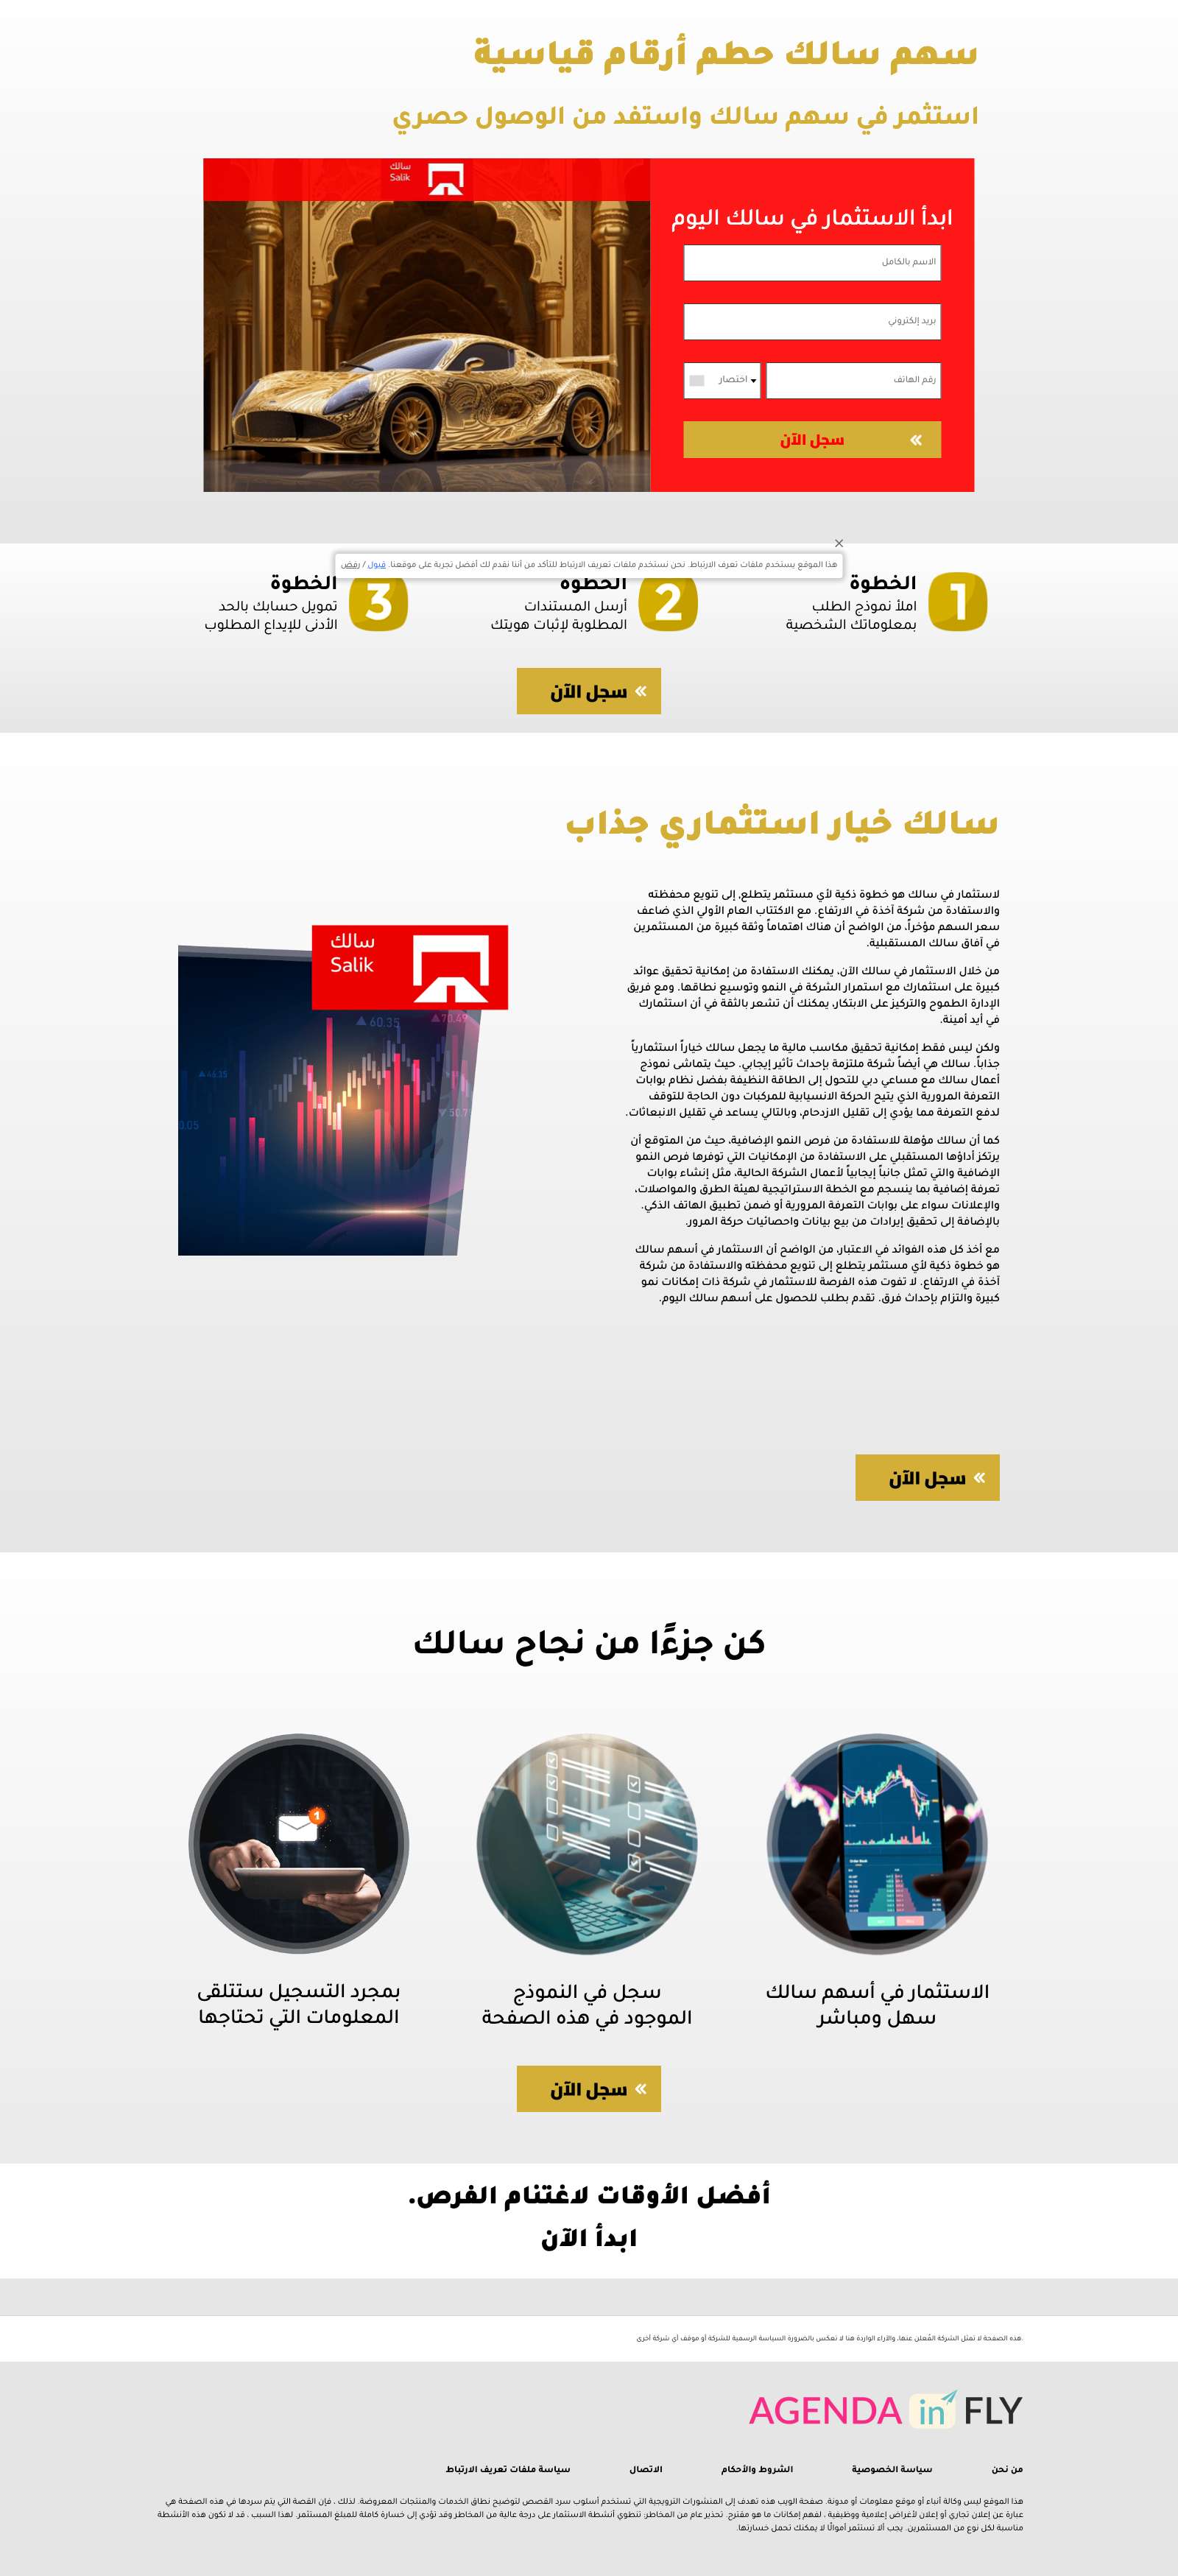 سهم سالك حطم أرقام قياسية
استثمر في سهم سالك واستفد من الوصول حصري
سالك
Salik
ابدأ الاستثمار في سالك اليوم
الاسم بالكامل
بريد إلكتروني
رقم الهاتف
اختصار
سجل الآن »
هذا الموقع يستخدم ملفات تعرف الارتباط. نحن نستخدم ملفات تعريف الارتباط للتأكد من أننا نقدم لك أفضل تجربة على موقعنا. قبول / رفض
1
الخطوة
املأ نموذج الطلب
بمعلوماتك الشخصية
2
الخطوة
أرسل المستندات
المطلوبة لإثبات هويتك
3
الخطوة
تمويل حسابك بالحد
الأدنى للإيداع المطلوب
سجل الآن »
سالك خيار استثماري جذاب
لاستثمار في سالك هو خطوة ذكية لأي مستثمر يتطلع, إلى تنويع محفظته
والاستفادة من شركة آخذة في الارتفاع. مع الاكتتاب العام الأولي الذي ضاعف
سعر السهم مؤخراً، من الواضح أن هناك اهتماماً وثقة كبيرة من المستثمرين
في آفاق سالك المستقبلية.
من خلال الاستثمار في سالك الآن، يمكنك الاستفادة من إمكانية تحقيق عوائد
كبيرة على استثمارك مع استمرار الشركة في النمو وتوسيع نطاقها. ومع فريق
الإدارة الطموح والتركيز على الابتكار، يمكنك أن تشعر بالثقة في أن استثمارك
في أيد أمينة.
ولكن ليس فقط إمكانية تحقيق مكاسب مالية ما يجعل سالك خياراً استثمارياً
جذاباً. سالك هي أيضاً شركة ملتزمة بإحداث تأثير إيجابي. حيث يتماشى نموذج
أعمال سالك مع مساعي دبي للتحول إلى الطاقة النظيفة بفضل نظام بوابات
التعرفة المرورية الذي يتيح الحركة الانسيابية للمركبات دون الحاجة للتوقف
لدفع التعرفة مما يؤدي إلى تقليل الازدحام، وبالتالي يساعد في تقليل الانبعاثات.
كما أن سالك مؤهلة للاستفادة من فرص النمو الإضافية، حيث من المتوقع أن
يرتكز أداؤها المستقبلي على الاستفادة من الإمكانيات التي توفرها فرص النمو
الإضافية والتي تمثل جانباً إيجابياً لأعمال الشركة الحالية، مثل إنشاء بوابات
تعرفة إضافية بما ينسجم مع الخطة الاستراتيجية لهيئة الطرق والمواصلات،
والإعلانات سواء على بوابات التعرفة المرورية أو ضمن تطبيق الهاتف الذكي.
بالإضافة إلى تحقيق إيرادات من بيع بيانات واحصائيات حركة المرور.
مع أخذ كل هذه الفوائد في الاعتبار، من الواضح أن الاستثمار في أسهم سالك
هو خطوة ذكية لأي مستثمر يتطلع إلى تنويع محفظته والاستفادة من شركة
آخذة في الارتفاع. لا تفوت هذه الفرصة للاستثمار في شركة ذات إمكانات نمو
كبيرة والتزام بإحداث فرق. تقدم بطلب للحصول على أسهم سالك اليوم.
سالك
Salik
▲ 60.35
▲70.49
سجل الآن »
كن جزءًا من نجاح سالك
الاستثمار في أسهم سالك
سهل ومباشر
سجل في النموذج
الموجود في هذه الصفحة
1
بمجرد التسجيل ستتلقى
المعلومات التي تحتاجها
سجل الآن »
أفضل الأوقات لاغتنام الفرص.
ابدأ الآن
هذه الصفحة لا تمثل الشركة المُعلن عنها، والآراء الواردة هنا لا تعكس بالضرورة السياسة الرسمية للشركة أو موقف أي شركة أخرى.
AGENDA in FLY
من نحن
سياسة الخصوصية
الشروط والأحكام
الاتصال
سياسة ملفات تعريف الارتباط
هذا الموقع ليس وكالة أنباء أو موقع معلومات أو مدونة. صفحة الويب هذه تهدف إلى المنشورات الترويجية التي تستخدم أسلوب سرد القصص لتوضيح نطاق الخدمات والمنتجات المعروضة. لذلك ، فإن القصة التي يتم سردها في هذه الصفحة هي
عبارة عن إعلان تجاري أو إعلان لأغراض إعلامية ووظيفية ، لفهم إمكانات ما هو مقترح. تحذير عام من المخاطر: تنطوي أنشطة الاستثمار على درجة عالية من المخاطر وقد تؤدي إلى خسارة كاملة للمبلغ المستثمر. لهذا السبب ، قد لا تكون هذه الأنشطة
مناسبة لكل نوع من المستثمرين. يجب ألا تستثمر أموالًا لا يمكنك تحمل خسارتها.